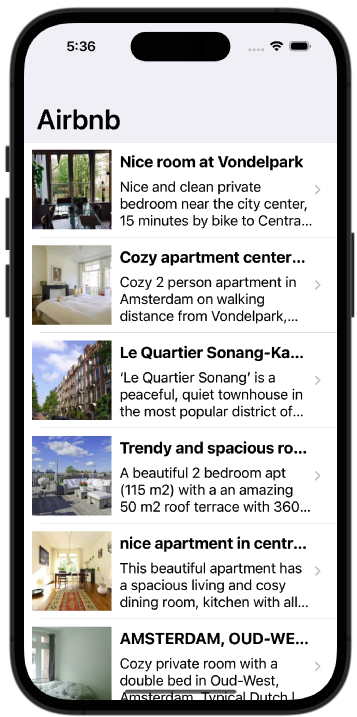 5:36
Airbnb
Nice room at Vondelpark
Nice and clean private
bedroom near the city center,
15 minutes by bike to Centra...
Cozy apartment center...
Cozy 2 person apartment in
Amsterdam on walking
distance from Vondelpark,...
Le Quartier Sonang-Ka...
‘Le Quartier Sonang’ is a
peaceful, quiet townhouse in
the most popular district of...
Trendy and spacious ro...
A beautiful 2 bedroom apt
(115 m2) with a an amazing
50 m2 roof terrace with 360...
nice apartment in centr...
This beautiful apartment has
a spacious living and cosy
dining room, kitchen with all...
AMSTERDAM, OUD-WE...
Cozy private room with a
double bed in Oud-West,
Amsterdam. Typical Dutch